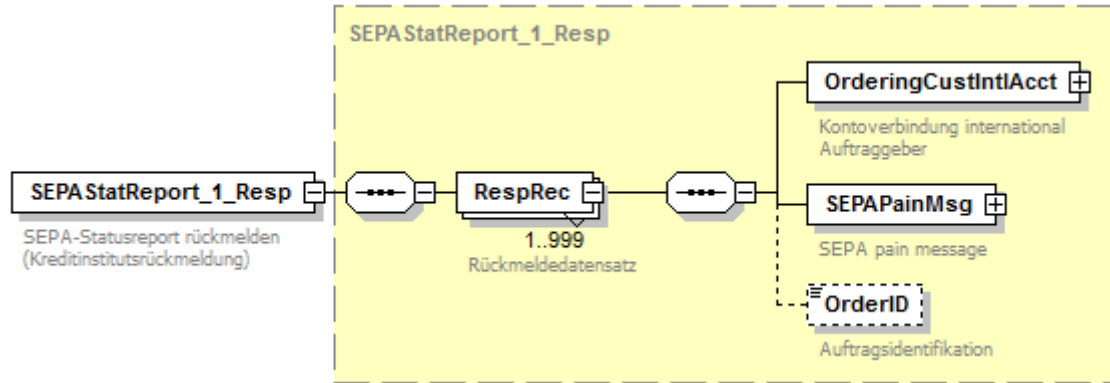 SEPAStatReport_1_Resp
OrderingCustIntlAcct
Kontoverbindung international
Auftraggeber
SEPAStatReport_1_Resp
SEPA-Statusreport rückmelden
(Kreditinstitutsrückmeldung)
RespRec
1..999
Rückmeldedatensatz
SEPAPainMsg
SEPA pain message
OrderID
Auftragsidentifikation